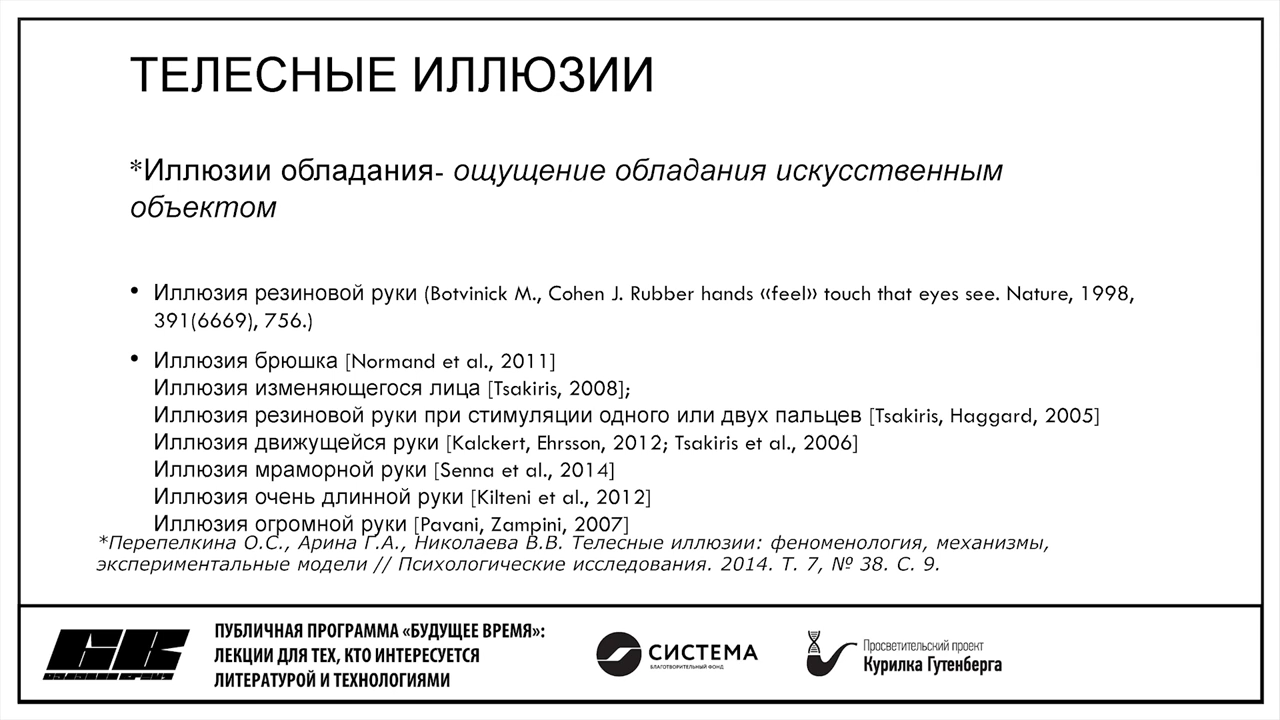 ТЕЛЕСНЫЕ ИЛЛЮЗИИ
*Иллюзии обладания- ощущение обладания искусственным
объектом
• Иллюзия резиновой руки (Botvinick M., Cohen J. Rubber hands «feel» touch that eyes see. Nature, 1998,
391(6669), 756.)
• Иллюзия брюшка [Normand et al., 2011]
Иллюзия изменяющегося лица [Tsakiris, 2008];
Иллюзия резиновой руки при стимуляции одного или двух пальцев [Tsakiris, Haggard, 2005]
Иллюзия движущейся руки [Kalckert, Ehrsson, 2012; Tsakiris et al., 2006]
Иллюзия мраморной руки [Senna et al., 2014]
Иллюзия очень длинной руки [Kilteni et al., 2012]
Иллюзия огромной руки [Pavani, Zampini, 2007]
*Перепелкина О.С., Арина Г.А., Николаева В.В. Телесные иллюзии: феноменология, механизмы,
экспериментальные модели // Психологические исследования. 2014. Т. 7, № 38. С. 9.
БВ
БУДУЩЕЕ ВРЕМЯ
ПУБЛИЧНАЯ ПРОГРАММА «БУДУЩЕЕ ВРЕМЯ»:
ЛЕКЦИИ ДЛЯ ТЕХ, КТО ИНТЕРЕСУЕТСЯ
ЛИТЕРАТУРОЙ И ТЕХНОЛОГИЯМИ
СИСТЕМА
БЛАГОТВОРИТЕЛЬНЫЙ ФОНД
Просветительский проект
Курилка Гутенберга